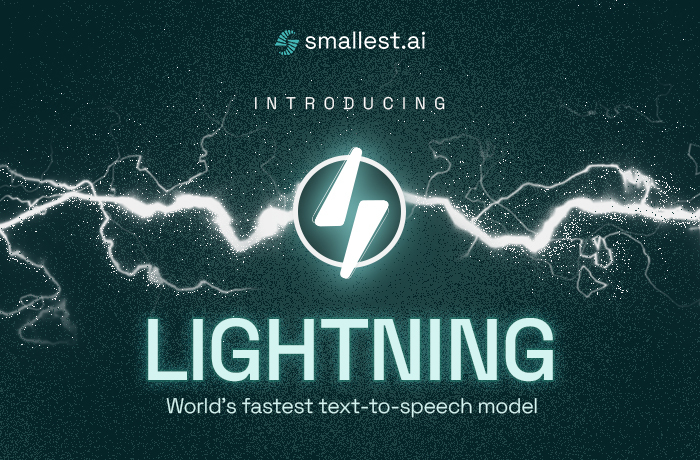 smallest.ai
INTRODUCING
LIGHTNING
World's fastest text-to-speech model